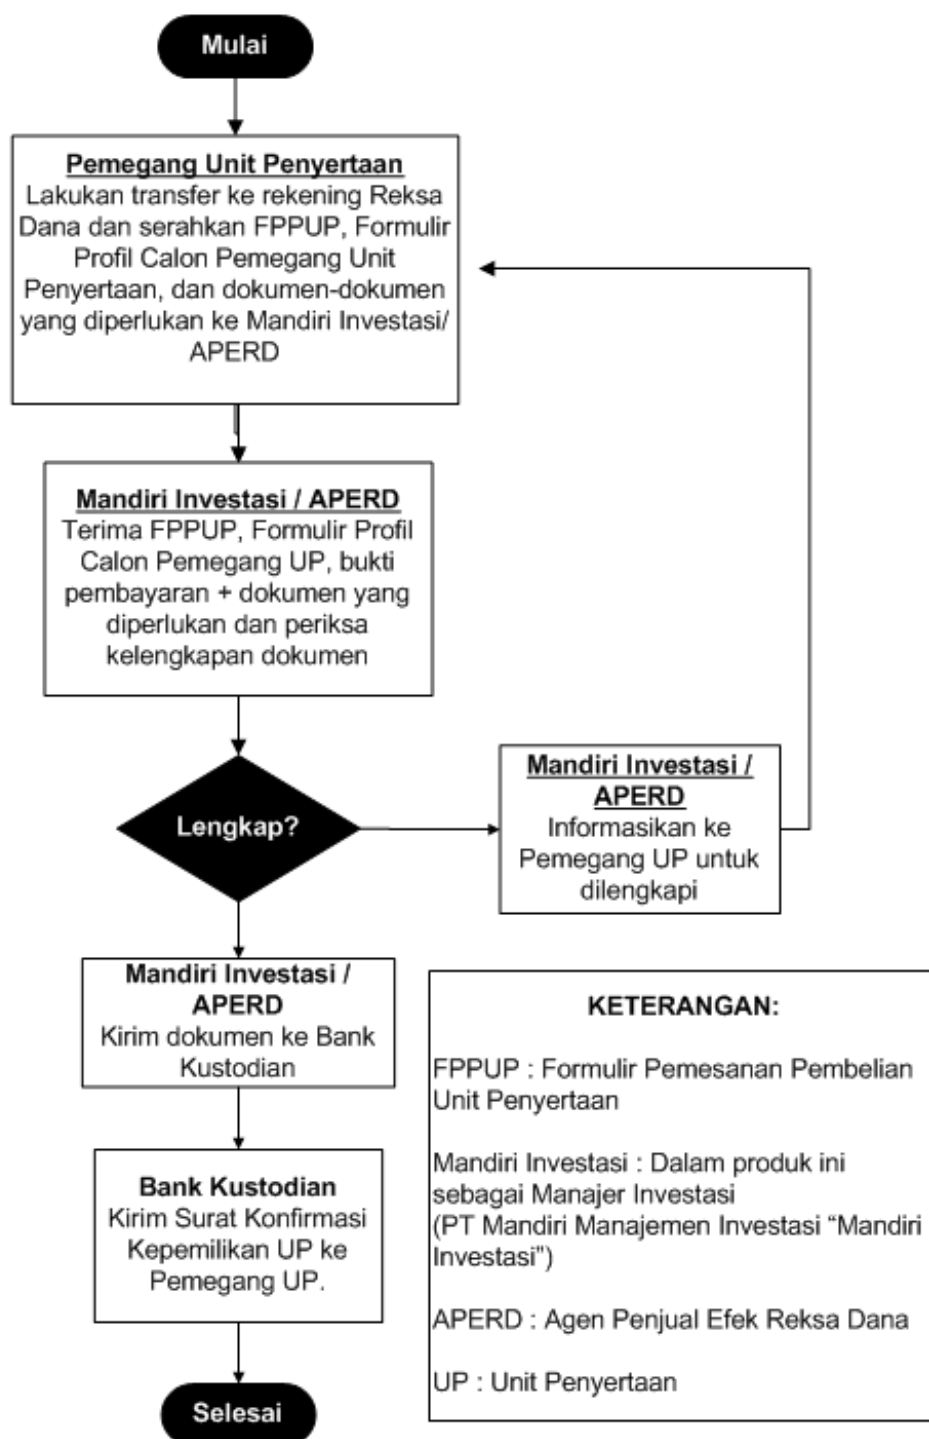 Mulai
Pemegang Unit Penyertaan
Lakukan transfer ke rekening Reksa
Dana dan serahkan FPPUP, Formulir
Profil Calon Pemegang Unit
Penyertaan, dan dokumen-dokumen
yang diperlukan ke Mandiri Investasi/
APERD
Mandiri Investasi / APERD
Terima FPPUP, Formulir Profil
Calon Pemegang UP, bukti
pembayaran + dokumen yang
diperlukan dan periksa
kelengkapan dokumen
Lengkap?
Mandiri Investasi /
APERD
Informasikan ke
Pemegang UP untuk
dilengkapi
Mandiri Investasi /
APERD
Kirim dokumen ke Bank
Kustodian
Bank Kustodian
Kirim Surat Konfirmasi
Kepemilikan UP ke
Pemegang UP.
Selesai
KETERANGAN:
FPPUP : Formulir Pemesanan Pembelian
Unit Penyertaan
Mandiri Investasi : Dalam produk ini
sebagai Manajer Investasi
(PT Mandiri Manajemen Investasi “Mandiri
Investasi”)
APERD : Agen Penjual Efek Reksa Dana
UP : Unit Penyertaan